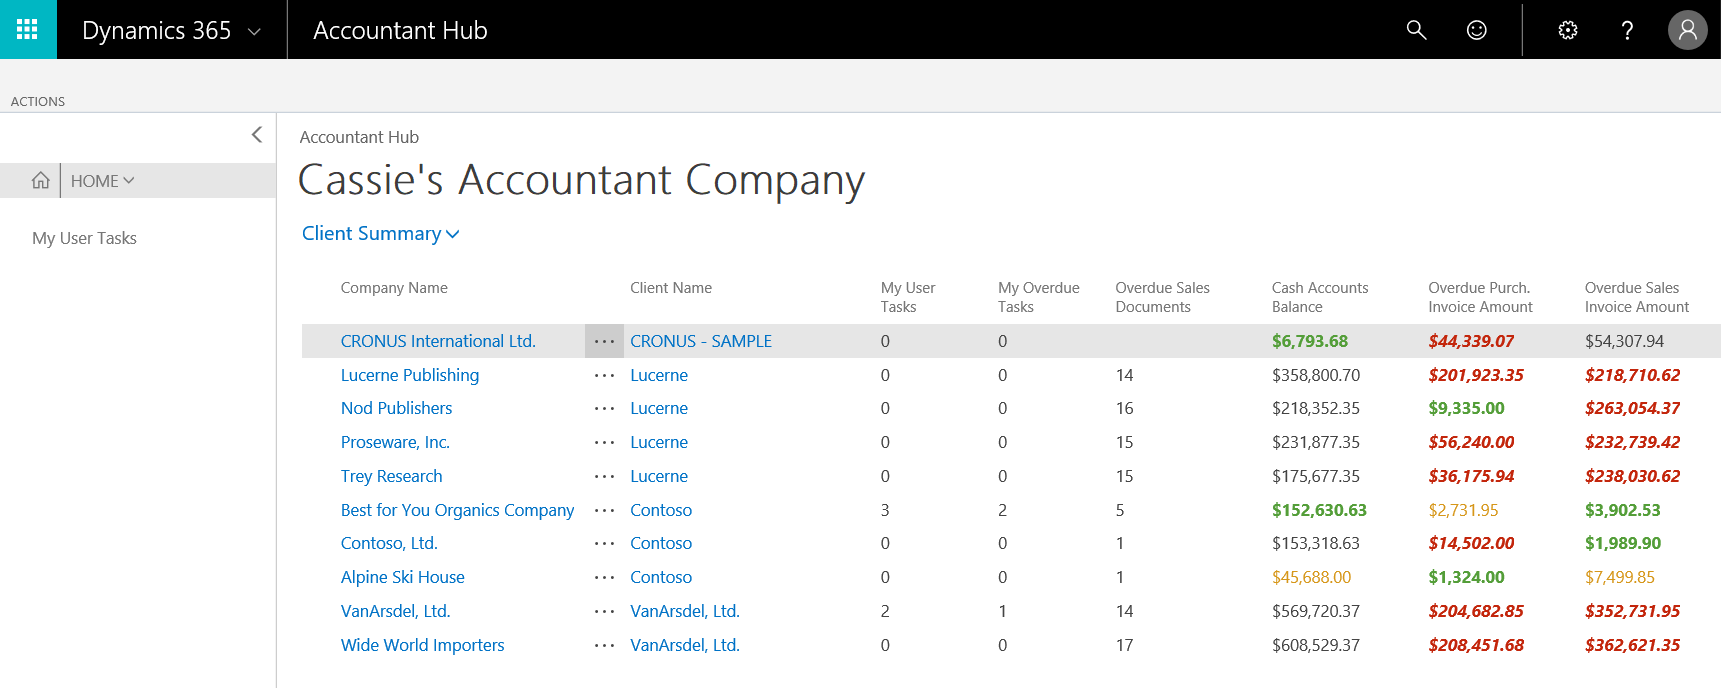 Dynamics 365 Accountant Hub ?
ACTIONS
Accountant Hub
Cassie's Accountant Company
HOME
My User Tasks
Client Summary
Company Name Client Name My User Tasks My Overdue Tasks Overdue Sales Documents Cash Accounts Balance Overdue Purch. Invoice Amount Overdue Sales Invoice Amount
CRONUS International Ltd. ··· CRONUS - SAMPLE 0 0 $6,793.68 $44,339.07 $54,307.94
Lucerne Publishing ··· Lucerne 0 0 14 $358,800.70 $201,923.35 $218,710.62
Nod Publishers ··· Lucerne 0 0 16 $218,352.35 $9,335.00 $263,054.37
Proseware, Inc. ··· Lucerne 0 0 15 $231,877.35 $56,240.00 $232,739.42
Trey Research ··· Lucerne 0 0 15 $175,677.35 $36,175.94 $238,030.62
Best for You Organics Company ··· Contoso 3 2 5 $152,630.63 $2,731.95 $3,902.53
Contoso, Ltd. ··· Contoso 0 0 1 $153,318.63 $14,502.00 $1,989.90
Alpine Ski House ··· Contoso 0 0 1 $45,688.00 $1,324.00 $7,499.85
VanArsdel, Ltd. ··· VanArsdel, Ltd. 2 1 14 $569,720.37 $204,682.85 $352,731.95
Wide World Importers ··· VanArsdel, Ltd. 0 0 17 $608,529.37 $208,451.68 $362,621.35